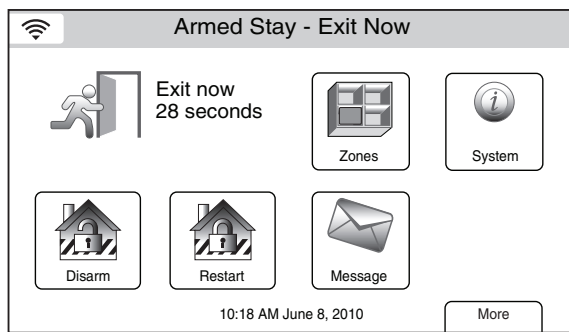 Armed Stay - Exit Now
Exit now
28 seconds
Zones
System
Disarm
Restart
Message
10:18 AM June 8, 2010
More